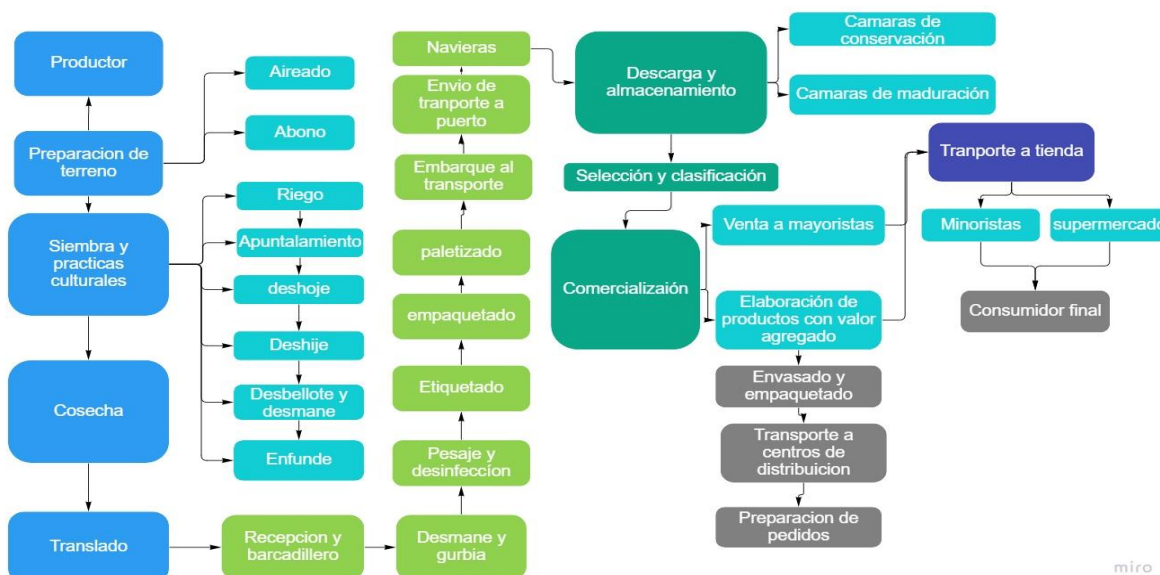 Productor
Preparacion de
terreno
Aireado
Abono
Siembra y
practicas
culturales
Riego
Apuntalamiento
deshoje
Deshije
Desbellote y
desmane
Enfunde
Cosecha
Translado
Recepcion y
barcadillero
Desmane y
gurbia
Pesaje y
desinfeccíon
Etiquetado
empaquetado
paletizado
Embarque al
transporte
Envio de
tranporte a
puerto
Navieras
Descarga y
almacenamiento
Camaras de
conservación
Camaras de maduración
Selección y clasificación
Comercializaión
Venta a mayoristas
Elaboración de
productos con valor
agregado
Envasado y
empaquetado
Transporte a
centros de
distribuicion
Preparacion de
pedidos
Tranporte a tienda
Minoristas
supermercado
Consumidor final
miro